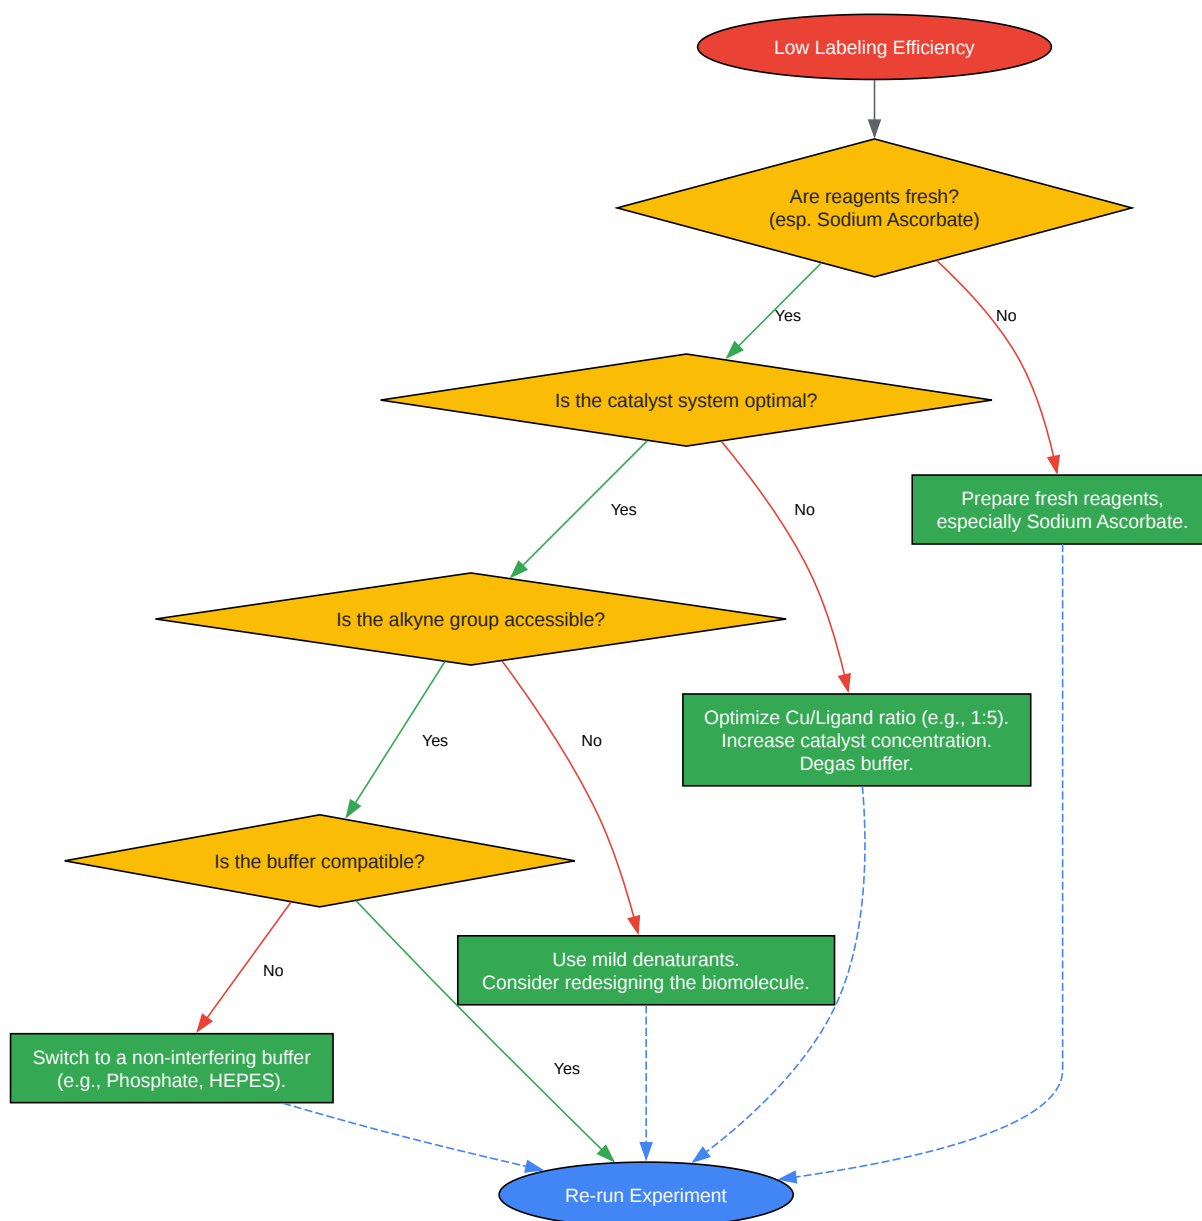 Low Labeling Efficiency
Are reagents fresh?
(esp. Sodium Ascorbate)
Yes
No
Is the catalyst system optimal?
Yes
No
Prepare fresh reagents,
especially Sodium Ascorbate.
Is the alkyne group accessible?
Yes
No
Optimize Cu/Ligand ratio (e.g., 1:5).
Increase catalyst concentration.
Degas buffer.
Is the buffer compatible?
No
Yes
Use mild denaturants.
Consider redesigning the biomolecule.
Switch to a non-interfering buffer
(e.g., Phosphate, HEPES).
Re-run Experiment